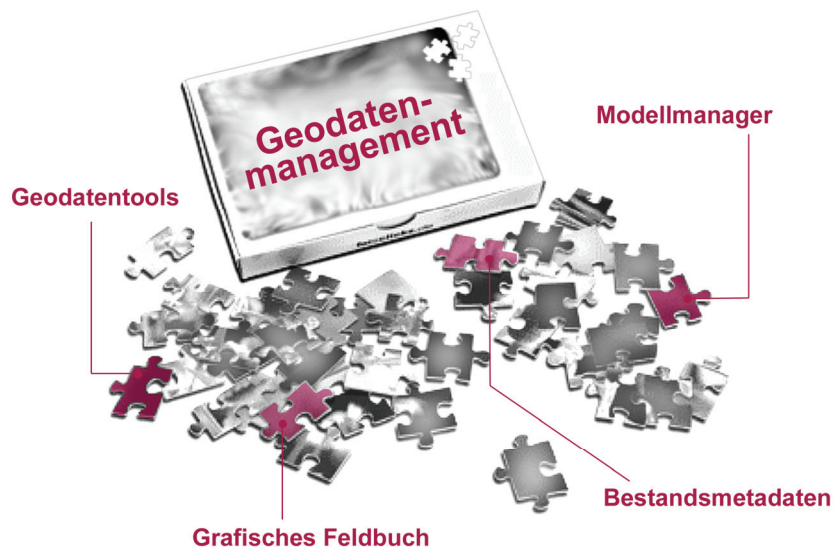 Geodaten-
management
Modellmanager
Geodatentools
Bestandsmetadaten
Grafisches Feldbuch